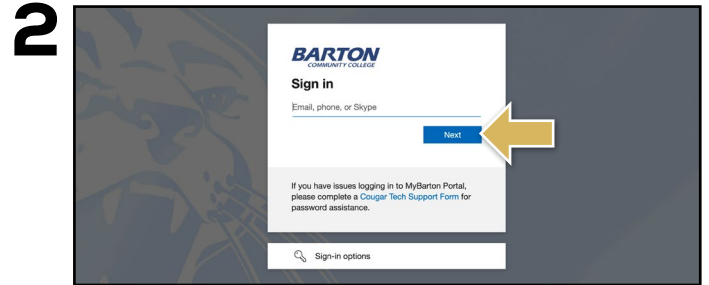 2
BARTON
COMMUNITY COLLEGE
Sign in
Email, phone, or Skype
Next
If you have issues logging in to MyBarton Portal,
please complete a Cougar Tech Support Form for
password assistance.
Sign-in options